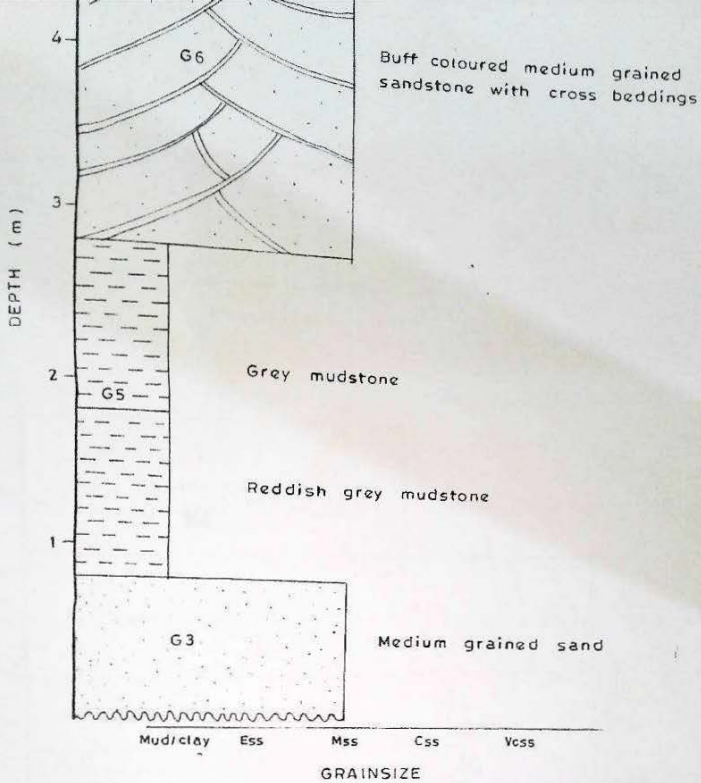 4
G6
Buff coloured medium grained
sandstone with cross beddings
3
DEPTH (m)
2
G5
Grey mudstone
Reddish grey mudstone
1
G3
Medium grained sand
Mud/clay Ess Mss Css Vcss
GRAINSIZE